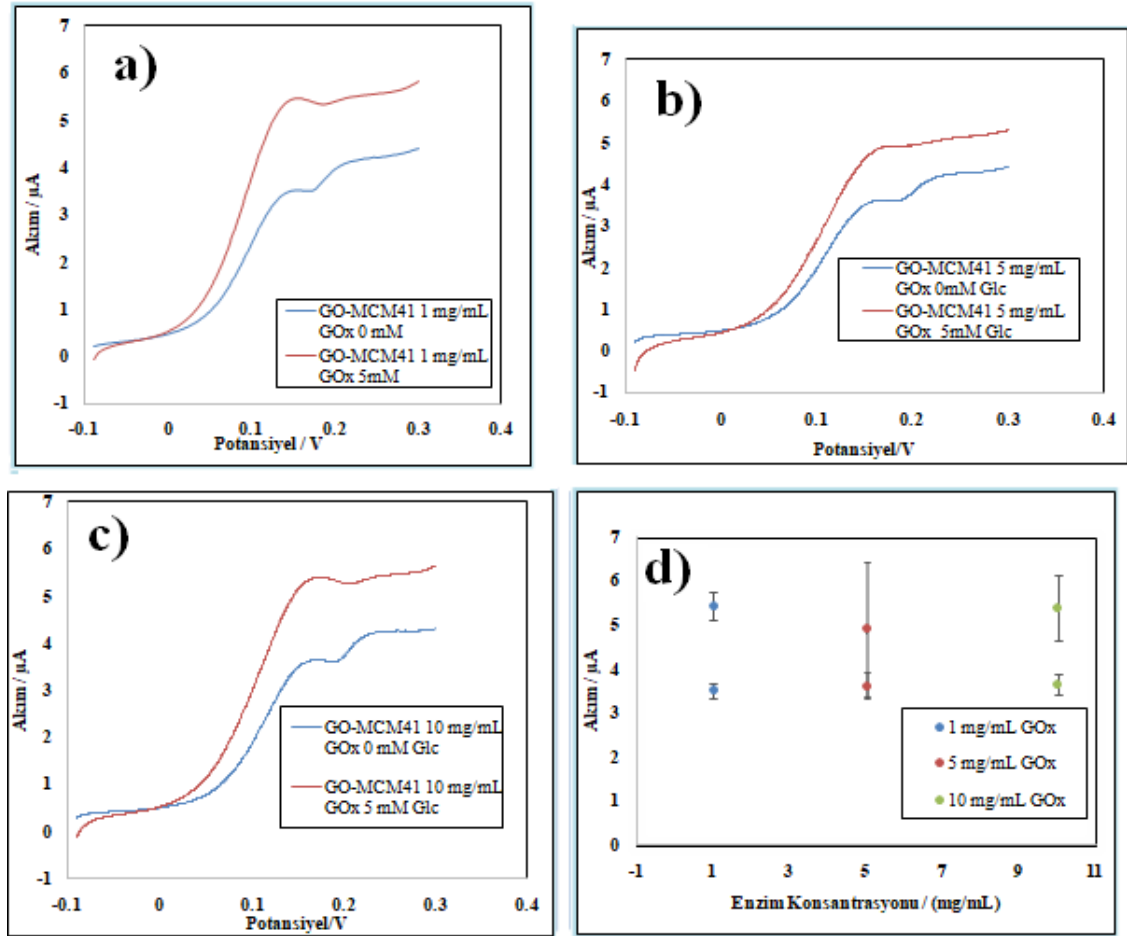 a)
7
6
5
4
3
2
1
0
-1
-0.1 0 0.1 0.2 0.3 0.4
Akım / µA
Potansiyel / V
GO-MCM41 1 mg/mL
GOx 0 mM
GO-MCM41 1 mg/mL
GOx 5mM
b)
7
6
5
4
3
2
1
0
-1
-0.1 0 0.1 0.2 0.3 0.4
Akım / µA
Potansiyel/V
GO-MCM41 5 mg/mL
GOx 0mM Glc
GO-MCM41 5 mg/mL
GOx 5mM Glc
c)
7
6
5
4
3
2
1
0
-1
-0.1 0 0.1 0.2 0.3 0.4
Akım / µA
Potansiyel/V
GO-MCM41 10 mg/mL
GOx 0 mM Glc
GO-MCM41 10 mg/mL
GOx 5 mM Glc
d)
7
6
5
4
3
2
1
0
-1 1 3 5 7 9 11
Akım / µA
Enzim Konsantrasyonu / (mg/mL)
1 mg/mL GOx
5 mg/mL GOx
10 mg/mL GOx